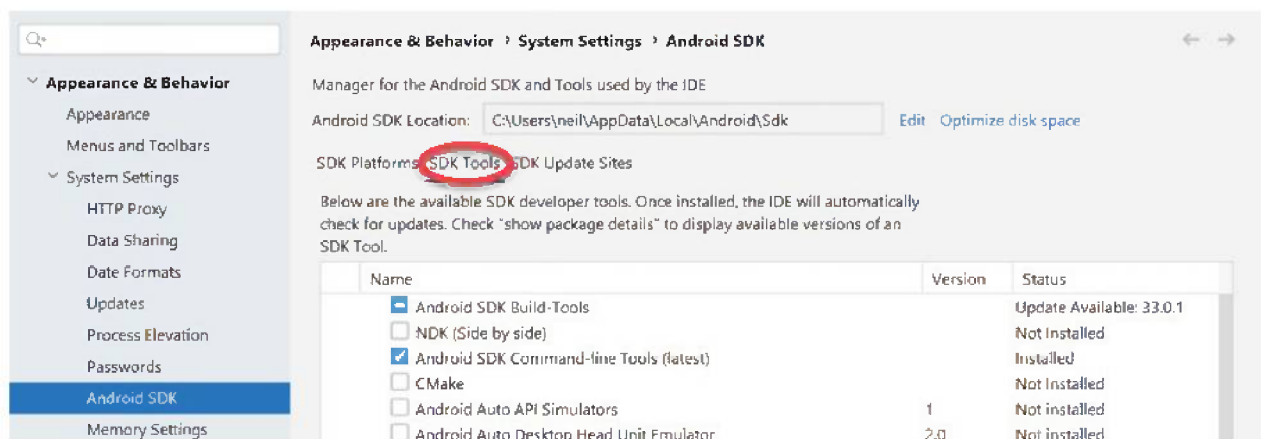 Appearance & Behavior › System Settings › Android SDK
Appearance & Behavior
Appearance
Menus and Toolbars
System Settings
HTTP Proxy
Data Sharing
Date Formats
Updates
Process Elevation
Passwords
Android SDK
Memory Settings
Manager for the Android SDK and Tools used by the IDE
Android SDK Location: C:\Users\neil\AppData\Local\Android\Sdk Edit Optimize disk space
SDK Platforms SDK Tools SDK Update Sites
Below are the available SDK developer tools. Once installed, the IDE will automatically
check for updates. Check "show package details" to display available versions of an
SDK Tool.
Name Version Status
Android SDK Build-Tools Update Available: 33.0.1
NDK (Side by side) Not Installed
Android SDK Command-line Tools (latest) Installed
CMake Not Installed
Android Auto API Simulators 1 Not installed
Android Auto Desktop Head Unit Emulator 2.0 Not installed